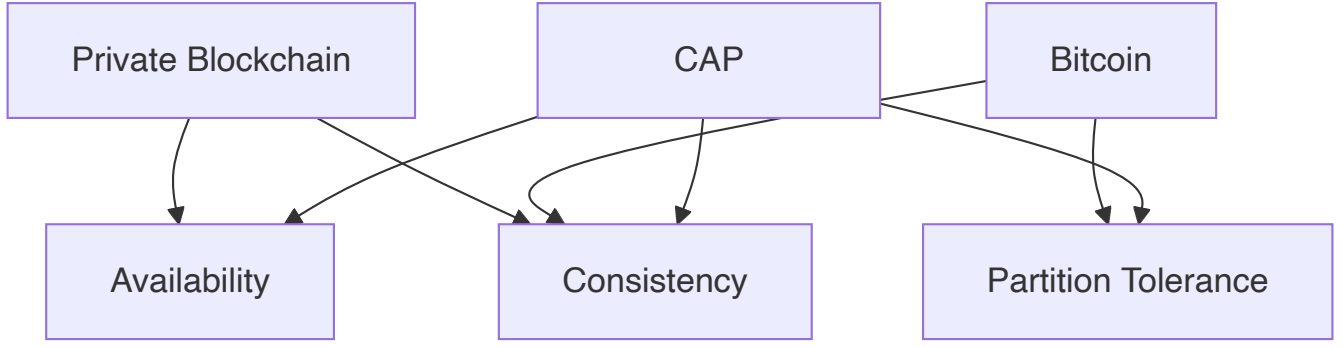 Private Blockchain
CAP
Bitcoin
Availability
Consistency
Partition Tolerance